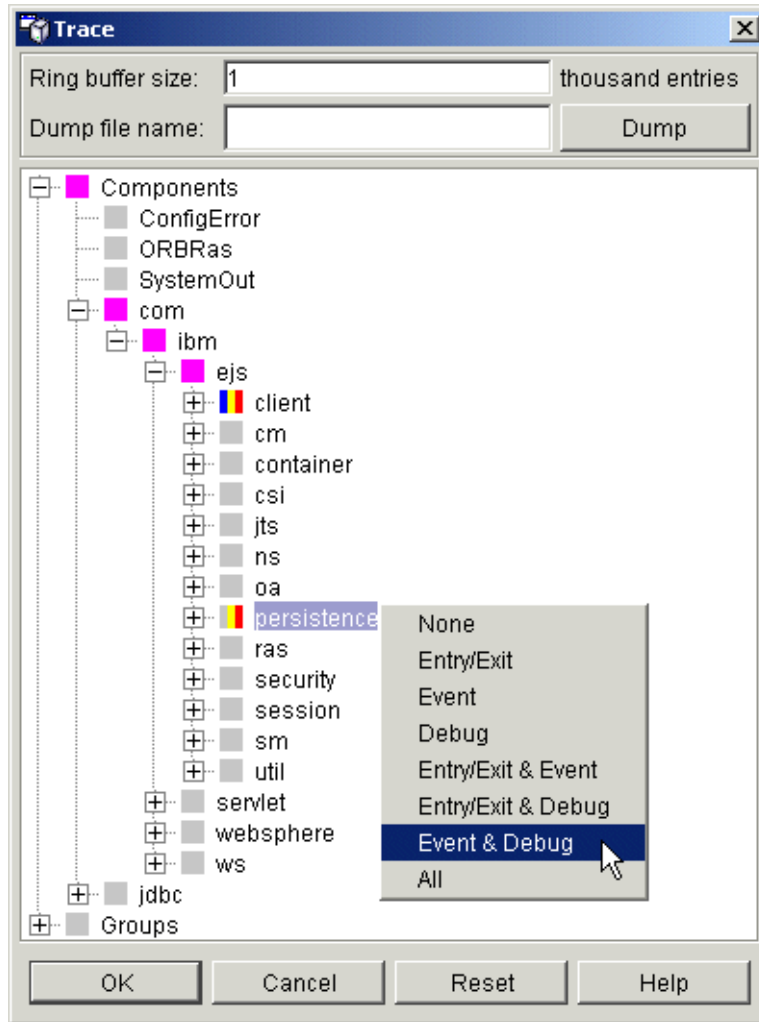 Trace
Ring buffer size: 1 thousand entries
Dump file name: Dump
Components
ConfigError
ORBRas
SystemOut
com
ibm
ejs
client
cm
container
csi
jts
ns
oa
persistence
ras
security
session
sm
util
servlet
websphere
ws
jdbc
Groups
None
Entry/Exit
Event
Debug
Entry/Exit & Event
Entry/Exit & Debug
Event & Debug
All
OK Cancel Reset Help